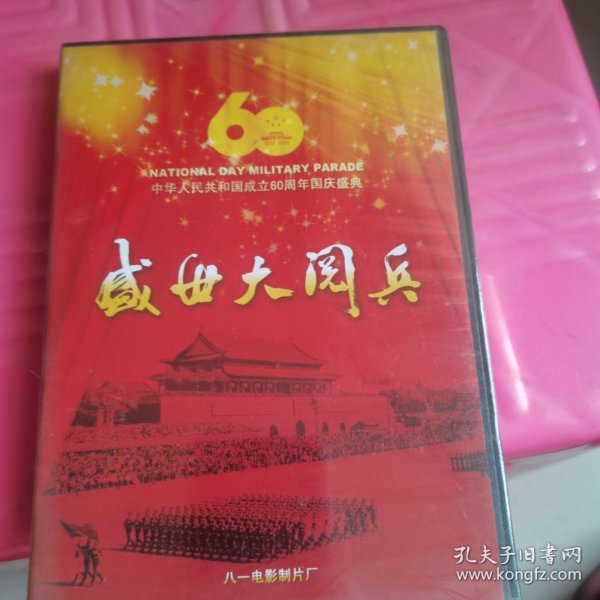 60
NATIONAL DAY MILITARY PARADE
中华人民共和国成立60周年国庆盛典
盛世大阅兵
八一电影制片厂
孔夫子旧书网
www.kongfz.com